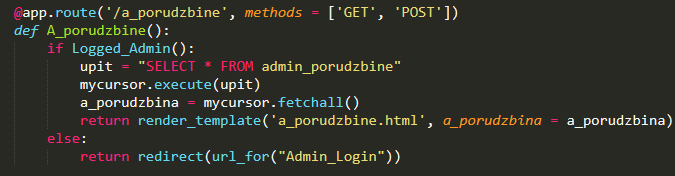 @app.route('/a_porudzbine', methods = ['GET', 'POST'])
def A_porudzbine():
    if Logged_Admin():
        upit = "SELECT * FROM admin_porudzbine"
        mycursor.execute(upit)
        a_porudzbina = mycursor.fetchall()
        return render_template('a_porudzbine.html', a_porudzbina = a_porudzbina)
    else:
        return redirect(url_for("Admin_Login"))